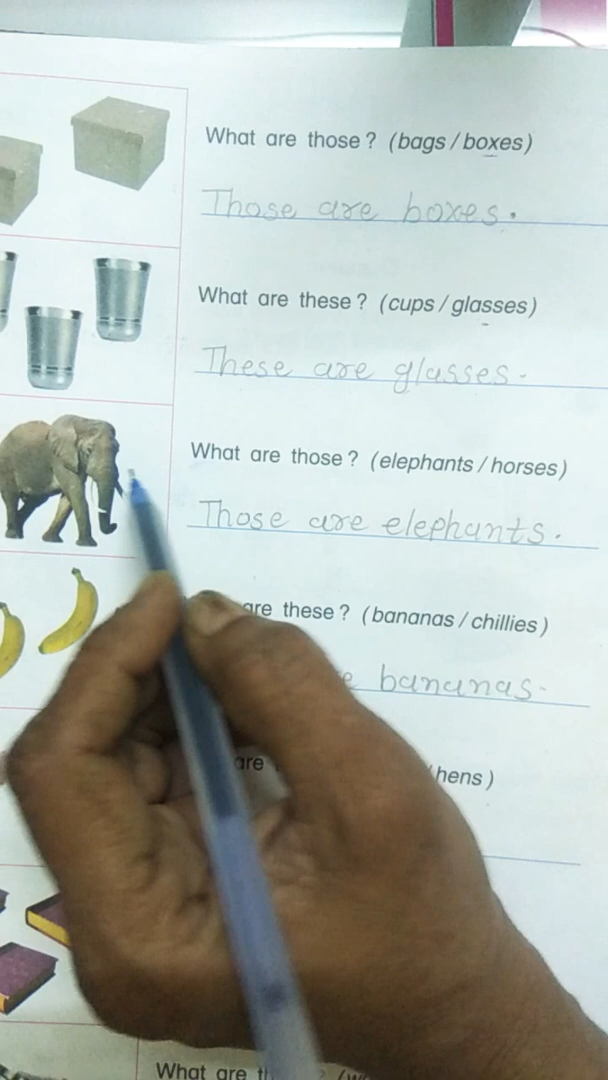 What are those? (bags / boxes)
Those are boxes.
What are these? (cups / glasses)
These are glasses.
What are those? (elephants / horses)
Those are elephants.
are these? (bananas / chillies)
bananas.
are
hens)
What are